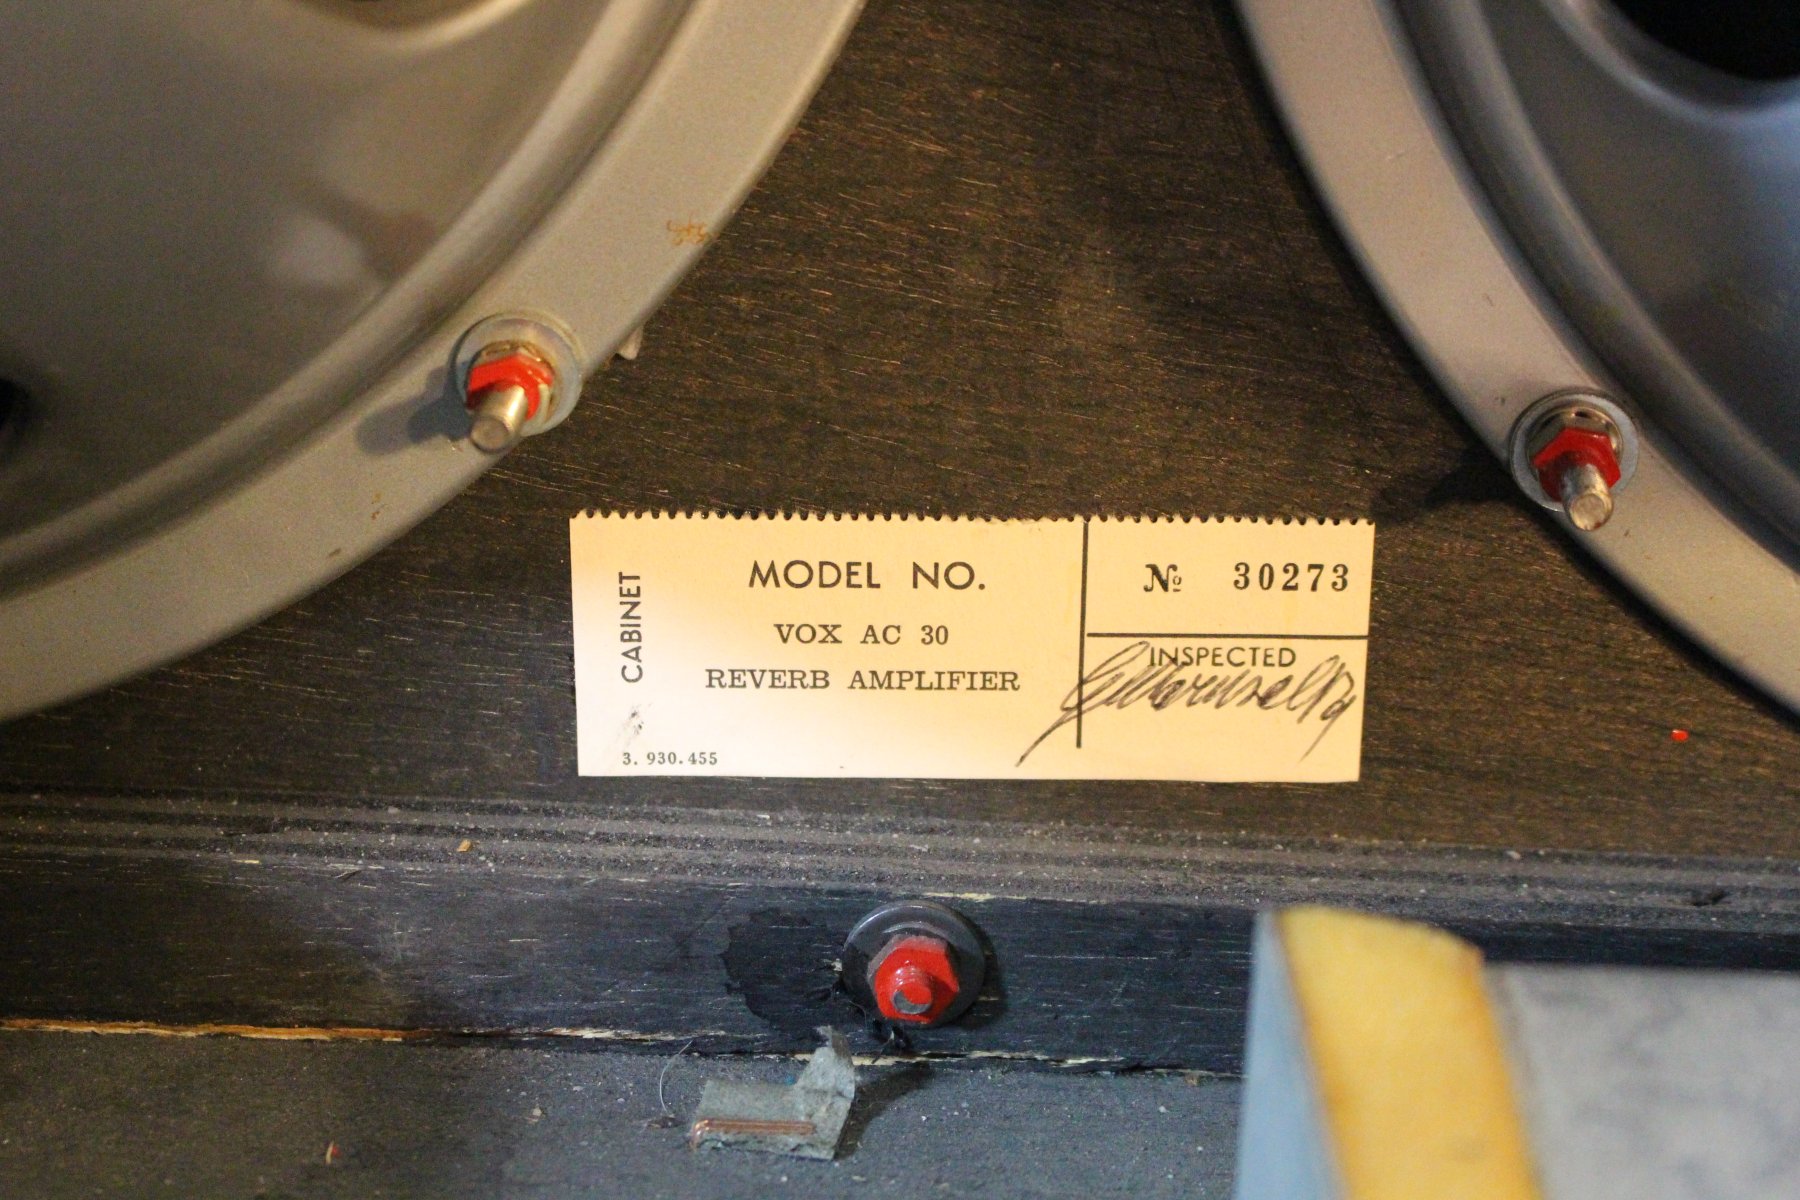 CABINET
MODEL NO.
VOX AC 30
REVERB AMPLIFIER
3. 930.455
№ 30273
INSPECTED